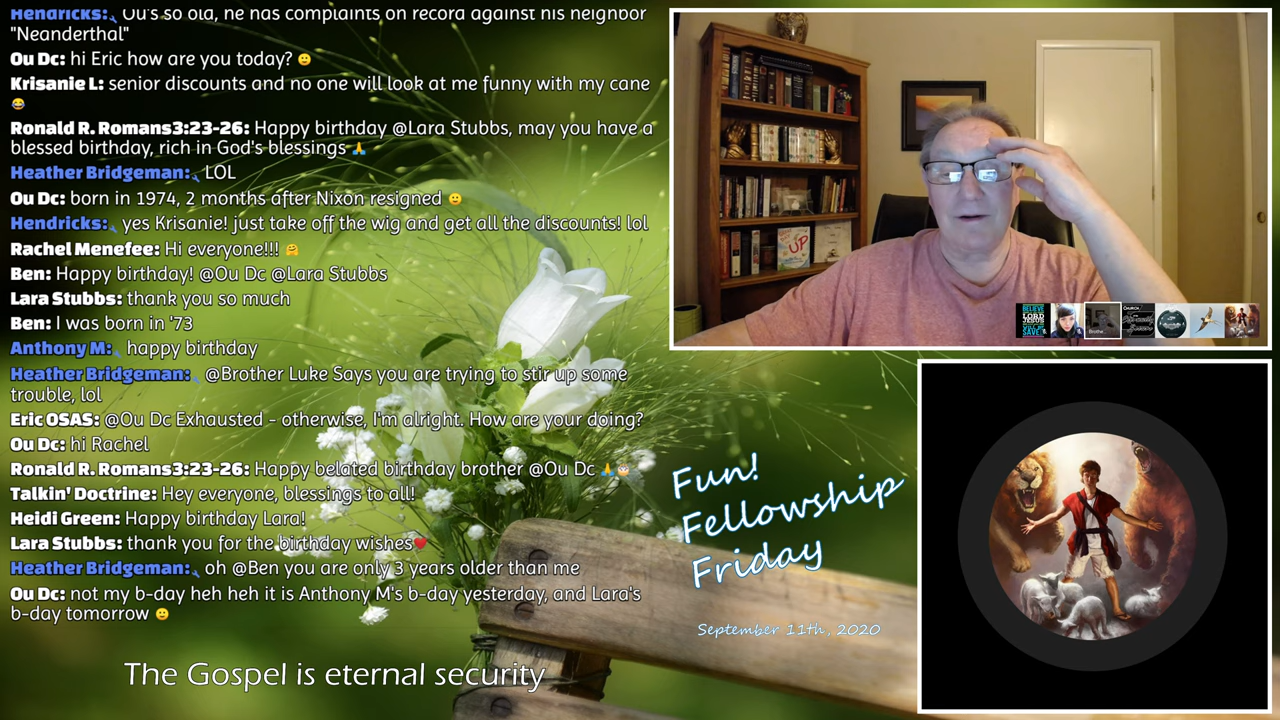 Hendricks: Ou's so old, he has complaints on record against his neighbor
"Neanderthal"
Ou Dc: hi Eric how are you today? 🙂
Krisanie L: senior discounts and no one will look at me funny with my cane
😂
Ronald R. Romans3:23-26: Happy birthday @Lara Stubbs, may you have a
blessed birthday, rich in God's blessings 🙏
Heather Bridgeman: LOL
Ou Dc: born in 1974, 2 months after Nixon resigned 🙂
Hendricks: yes Krisanie! just take off the wig and get all the discounts! lol
Rachel Menefee: Hi everyone!!! 🤗
Ben: Happy birthday! @Ou Dc @Lara Stubbs
Lara Stubbs: thank you so much
Ben: I was born in '73
Anthony M: happy birthday
Heather Bridgeman: @Brother Luke Says you are trying to stir up some
trouble, lol
Eric OSAS: @Ou Dc Exhausted - otherwise, I'm alright. How are your doing?
Ou Dc: hi Rachel
Ronald R. Romans3:23-26: Happy belated birthday brother @Ou Dc 🙏🎂
Talkin' Doctrine: Hey everyone, blessings to all!
Heidi Green: Happy birthday Lara!
Lara Stubbs: thank you for the birthday wishes❤️
Heather Bridgeman: oh @Ben you are only 3 years older than me
Ou Dc: not my b-day heh heh it is Anthony M's b-day yesterday, and Lara's
b-day tomorrow 🙂
The Gospel is eternal security
UP
BELIEVE
LORD
JESUS
SAVE
Brothe...
CHURCH
Fun!
Fellowship
Friday
September 11th, 2020